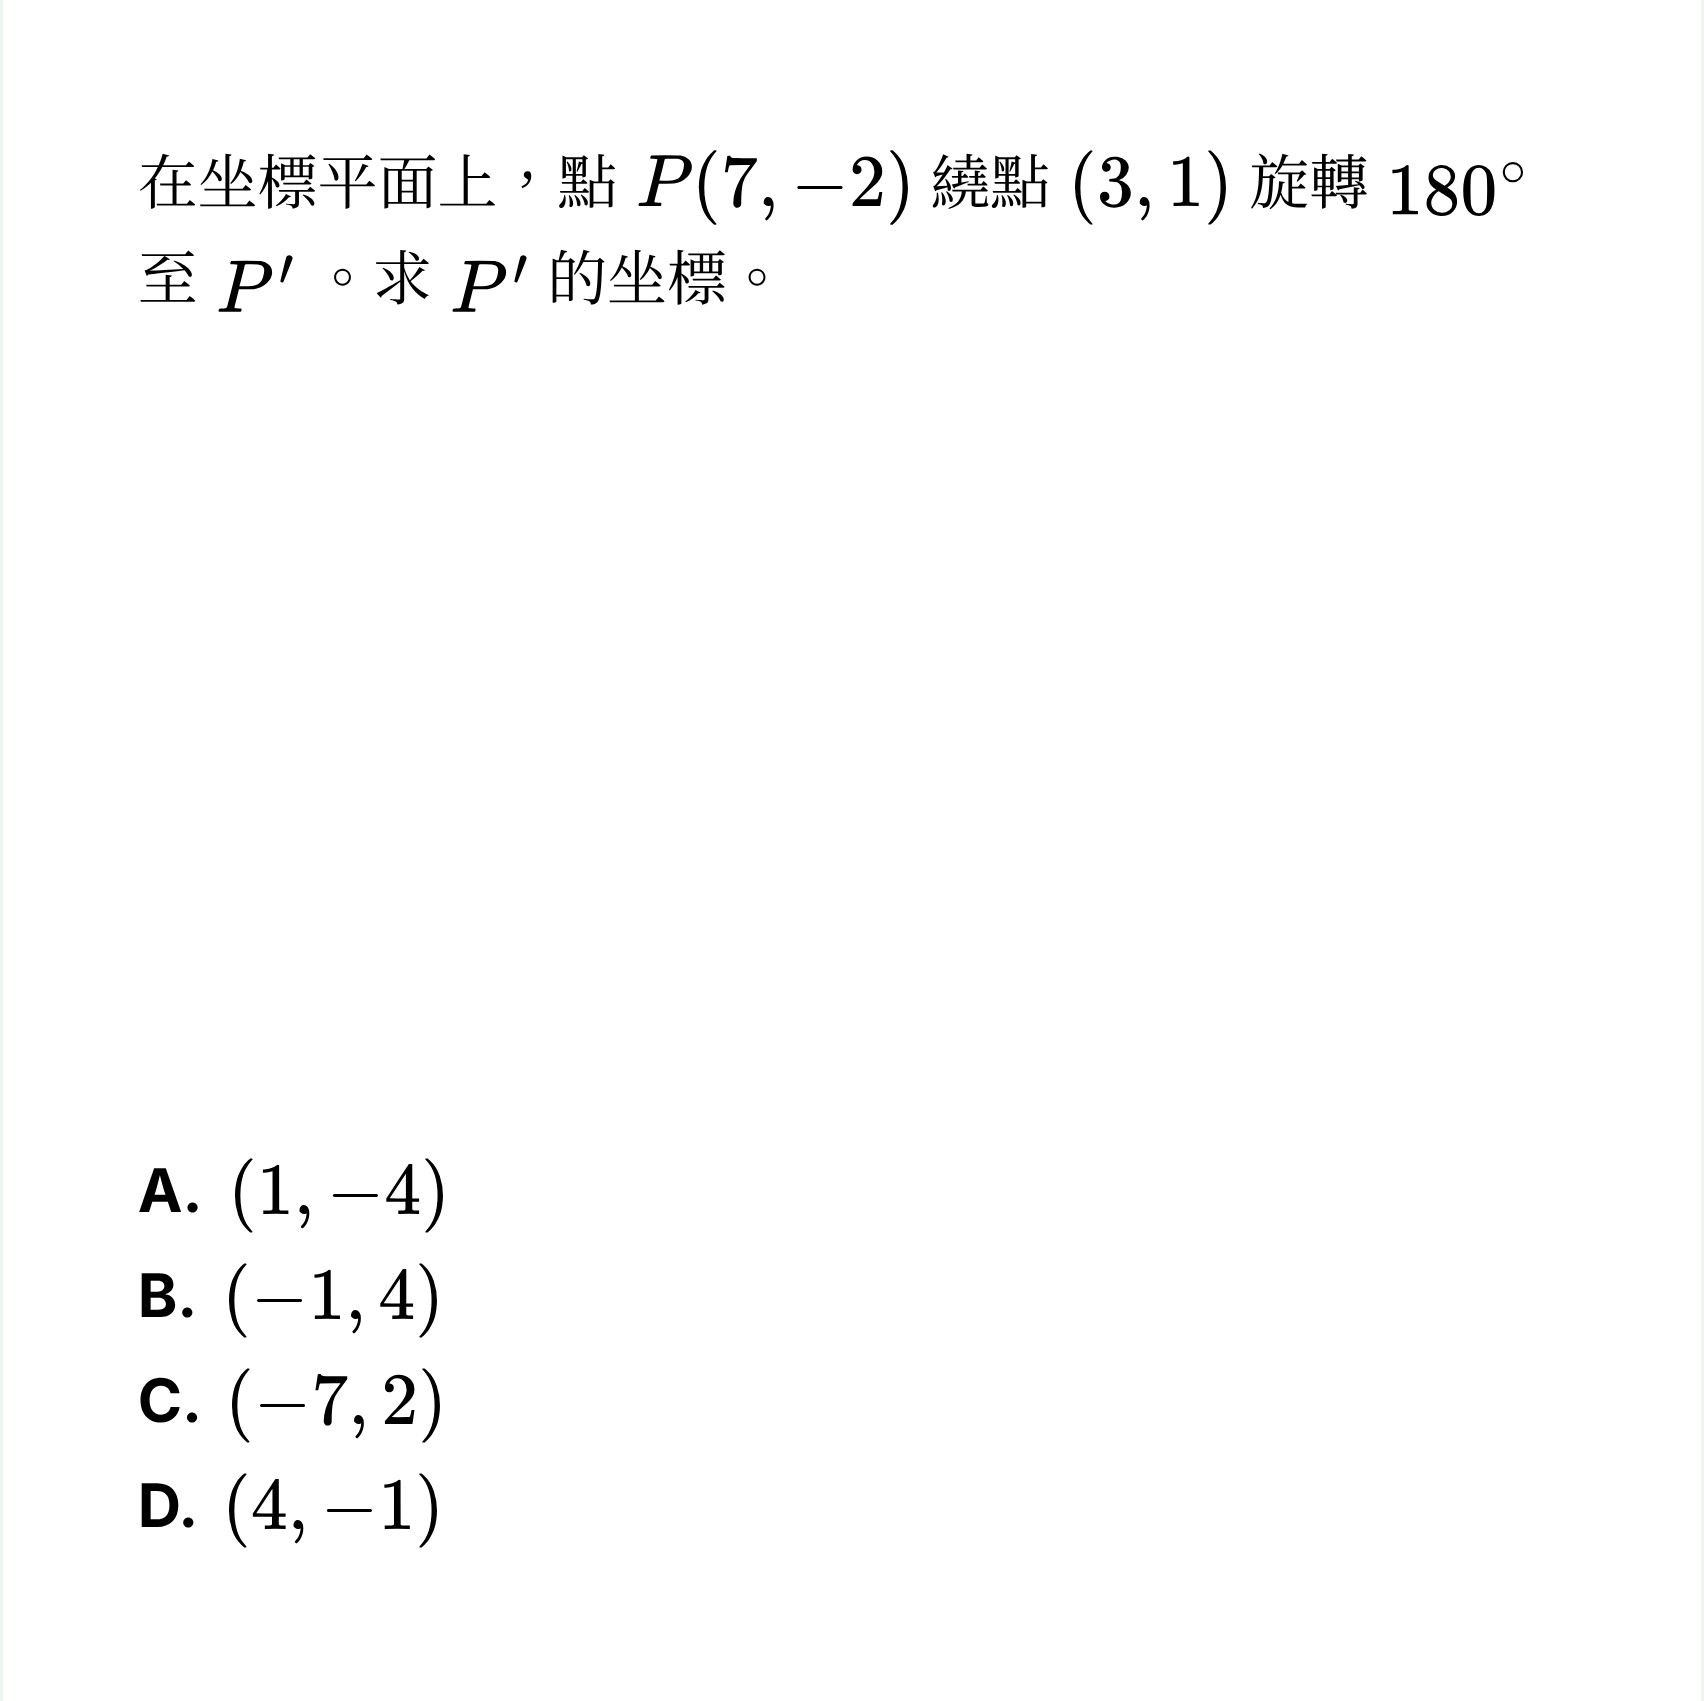 在坐標平面上，點 P(7, −2) 繞點 (3, 1) 旋轉 180°
至 P′ 。求 P′ 的坐標。
A. (1, −4)
B. (−1, 4)
C. (−7, 2)
D. (4, −1)